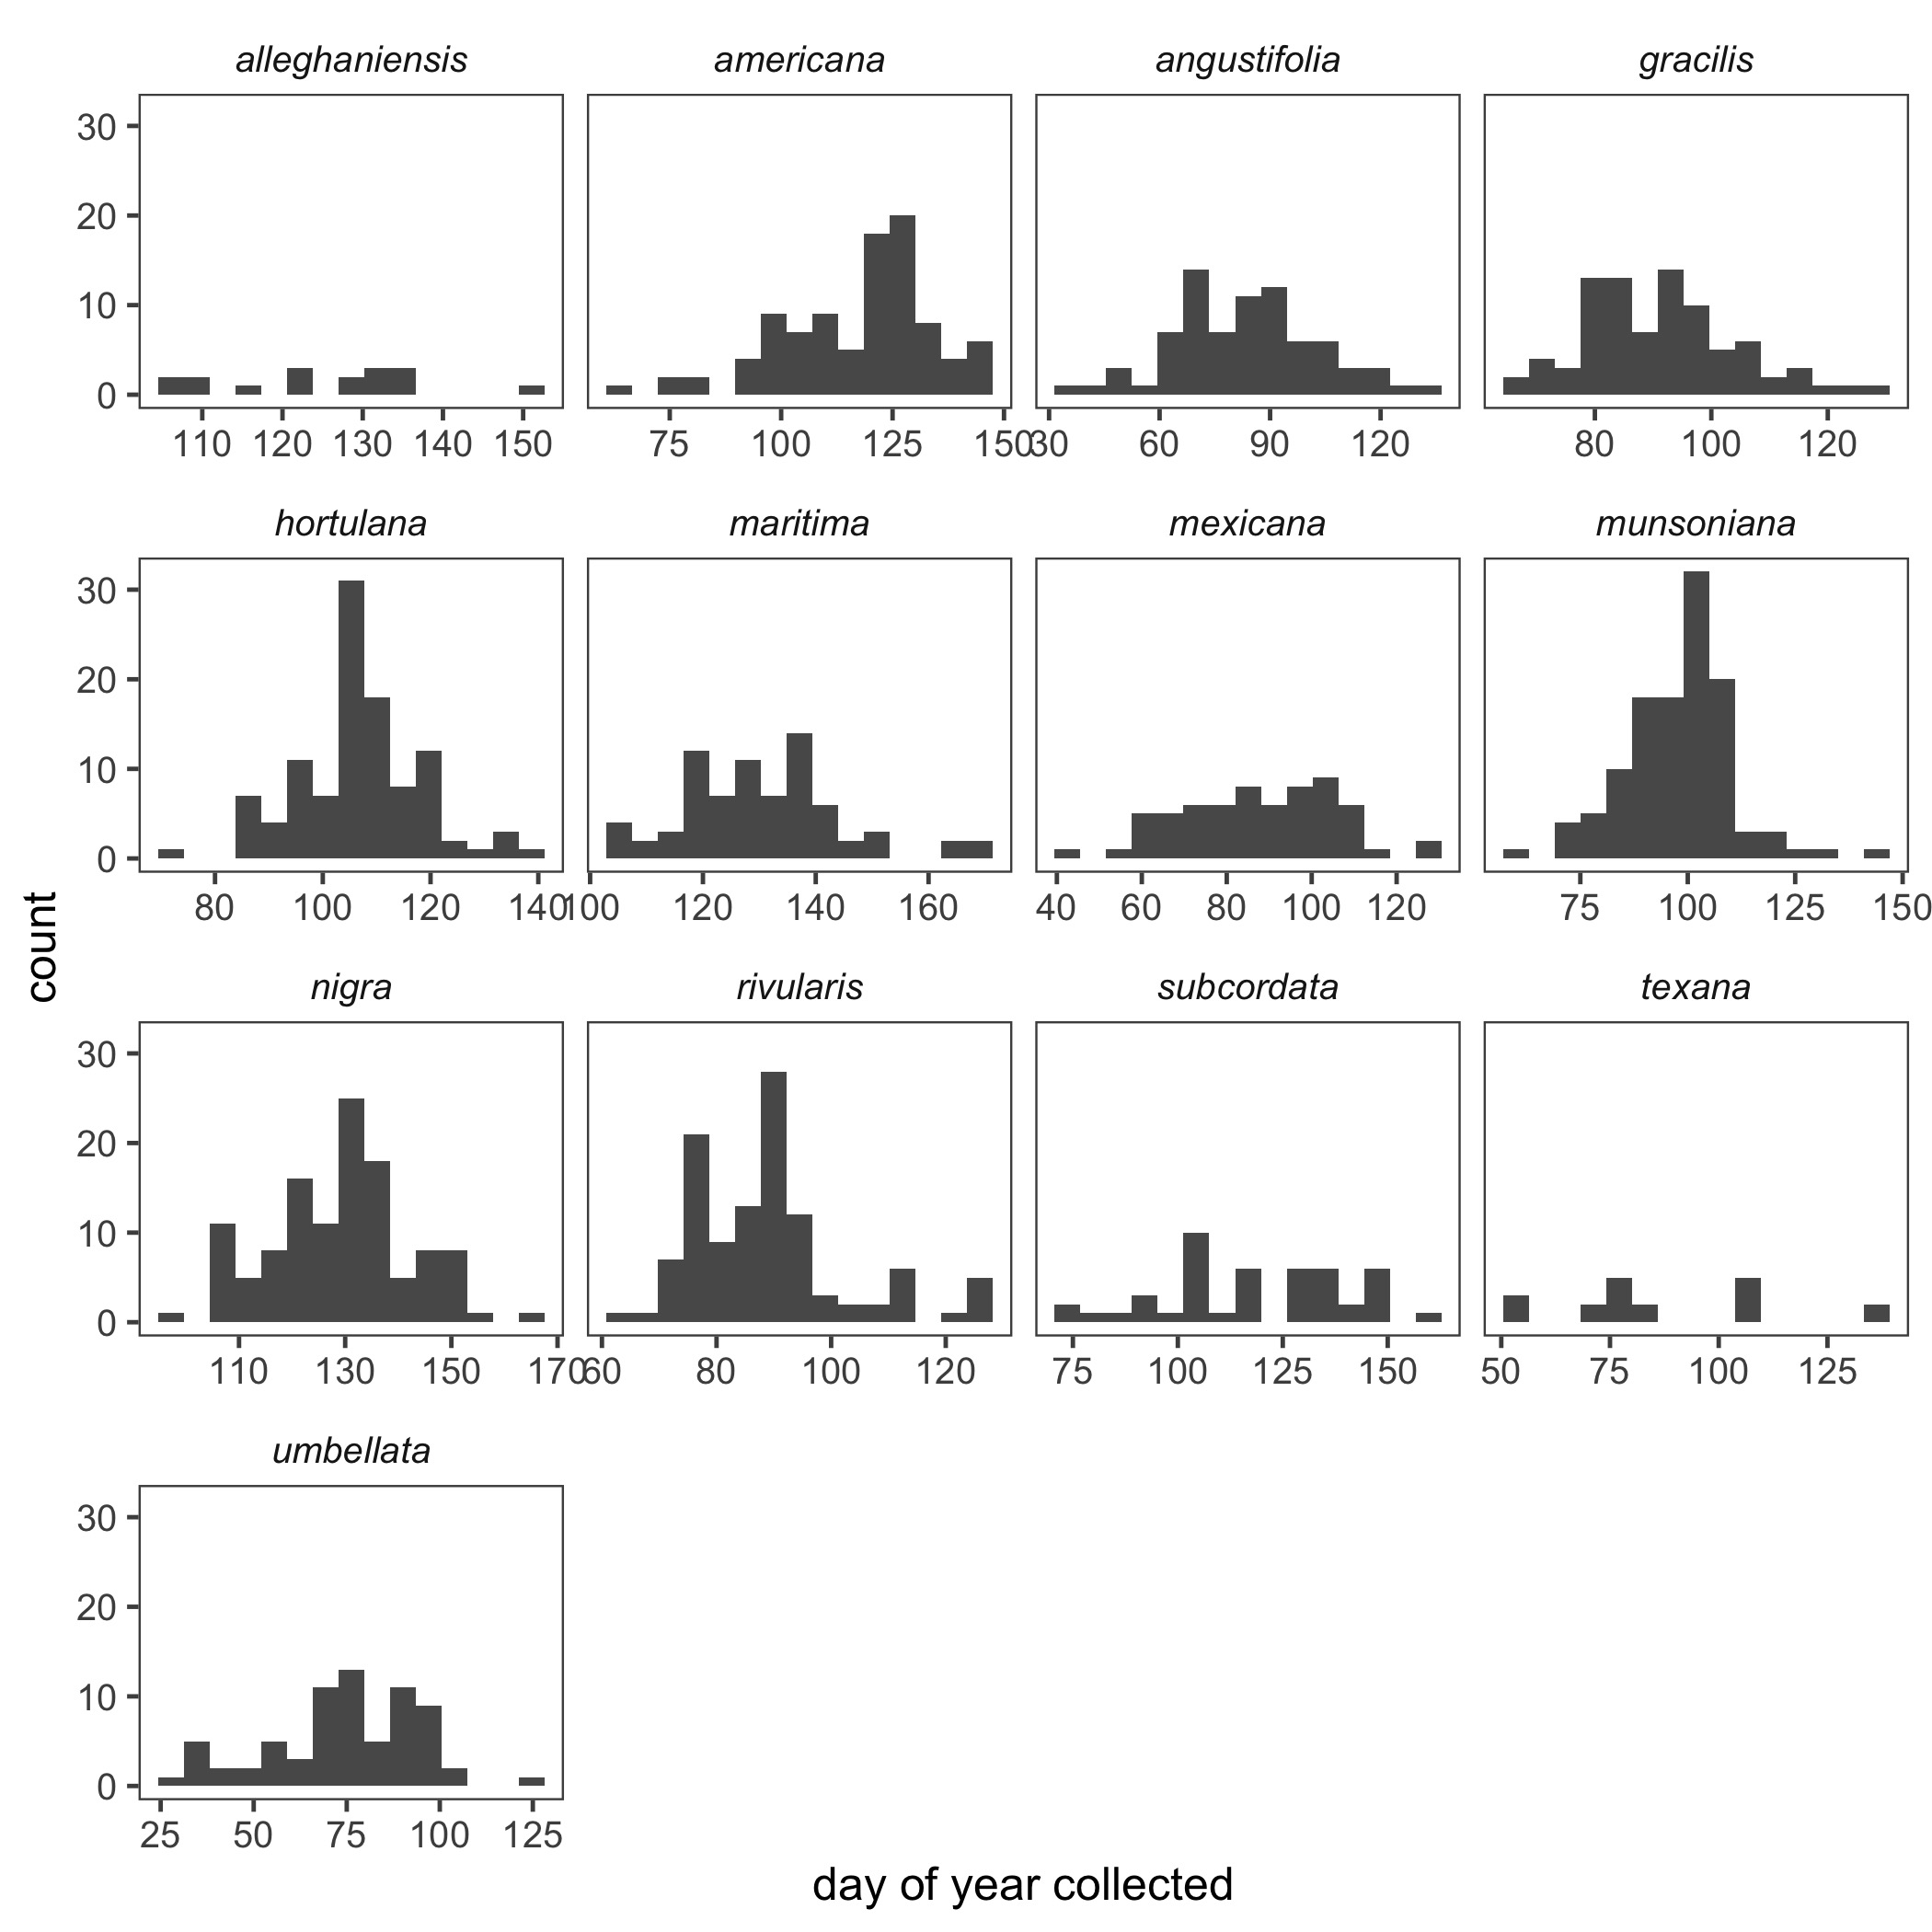 alleghaniensis americana angustifolia gracilis
30
20
10
0
110 120 130 140 150 75 100 125 150 30 60 90 120 80 100 120
hortulana maritima mexicana munsoniana
30
20
10
0
80 100 120 140 100 120 140 160 40 60 80 100 120 75 100 125 150
count
nigra rivularis subcordata texana
30
20
10
0
110 130 150 170 60 80 100 120 75 100 125 150 50 75 100 125
umbellata
30
20
10
0
25 50 75 100 125
day of year collected